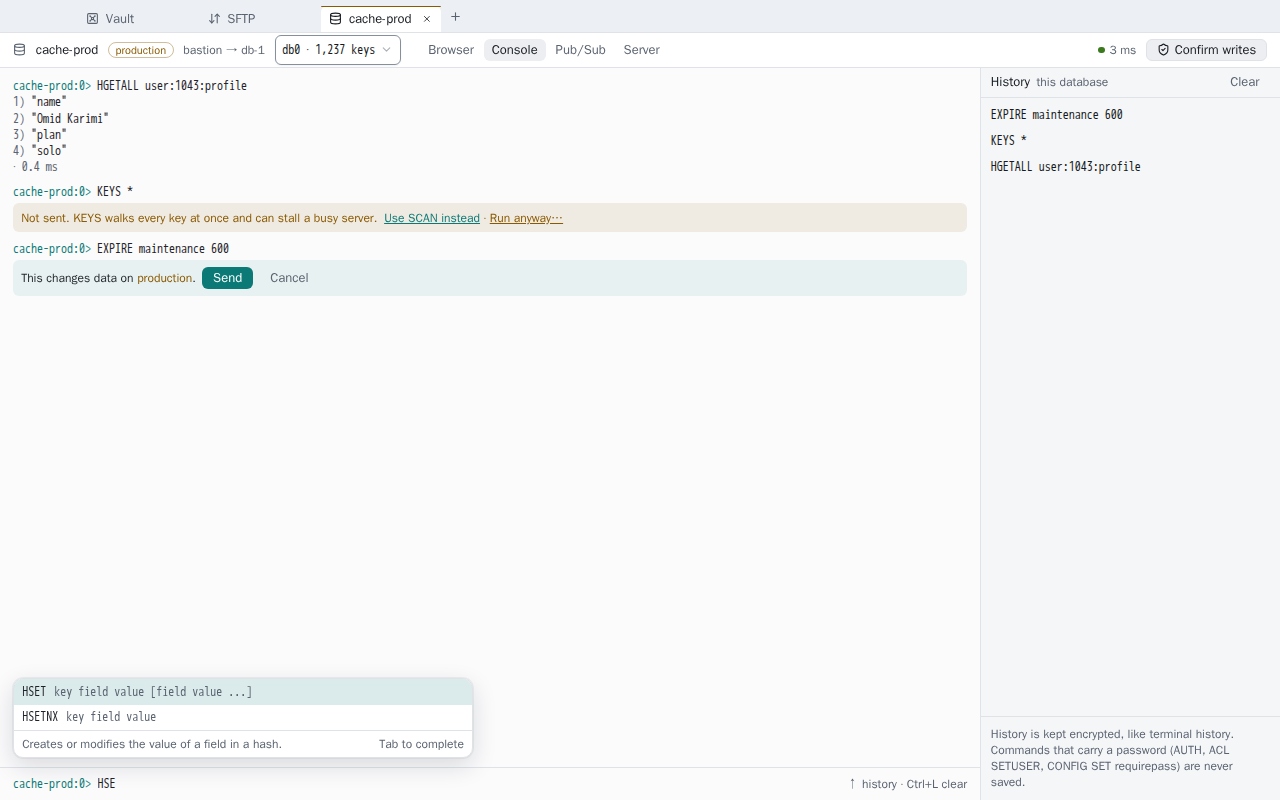 Vault
SFTP
cache-prod ×
+
cache-prod production bastion → db-1 db0 · 1,237 keys
Browser Console Pub/Sub Server
3 ms Confirm writes
cache-prod:0> HGETALL user:1043:profile
1) "name"
2) "Omid Karimi"
3) "plan"
4) "solo"
· 0.4 ms
cache-prod:0> KEYS *
Not sent. KEYS walks every key at once and can stall a busy server. Use SCAN instead · Run anyway···
cache-prod:0> EXPIRE maintenance 600
This changes data on production. Send Cancel
HSET key field value [field value ...]
HSETNX key field value
Creates or modifies the value of a field in a hash. Tab to complete
cache-prod:0> HSE
↑ history · Ctrl+L clear
History this database Clear
EXPIRE maintenance 600
KEYS *
HGETALL user:1043:profile
History is kept encrypted, like terminal history.
Commands that carry a password (AUTH, ACL
SETUSER, CONFIG SET requirepass) are never
saved.